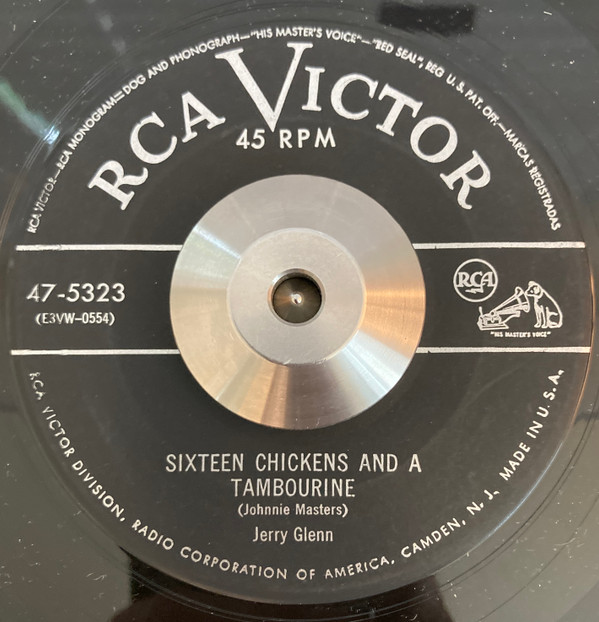 RCA VICTOR—RCA MONOGRAM—DOG AND PHONOGRAPH—"HIS MASTER'S VOICE"—"RED SEAL", REG U.S. PAT. OFF.—MARCAS REGISTRADAS
RCA VICTOR
45 RPM
47-5323
(E3VW-0554)
RCA
"HIS MASTER'S VOICE"
SIXTEEN CHICKENS AND A
TAMBOURINE
(Johnnie Masters)
Jerry Glenn
RCA VICTOR DIVISION, RADIO CORPORATION OF AMERICA, CAMDEN, N. J. MADE IN U. S. A.